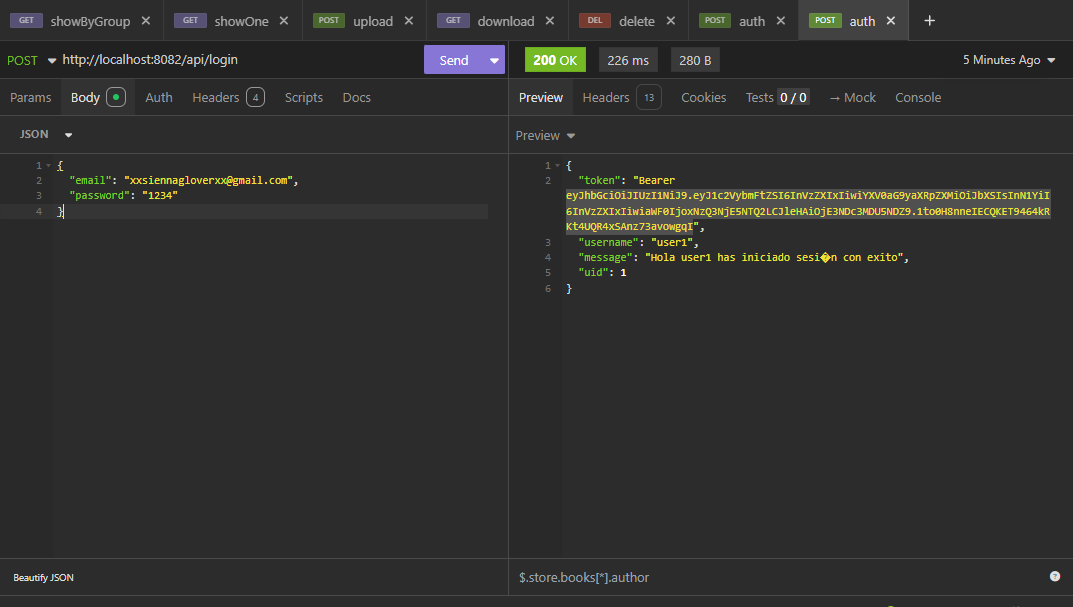 GET showByGroup × GET showOne × POST upload × GET download × DEL delete × POST auth × POST auth × +
POST http://localhost:8082/api/login Send 200 OK 226 ms 280 B 5 Minutes Ago
Params Body Auth Headers 4 Scripts Docs Preview Headers 13 Cookies Tests 0 / 0 → Mock Console
JSON Preview
1 {
2 "email": "xxsiennagloverxx@gmail.com",
3 "password": "1234"
4 }
1 {
2 "token": "Bearer
eyJhbGciOiJIUzI1NiJ9.eyJ1c2VybmFtZSI6InVzZXIxIiwiYXV0aG9yaXRpZXMiOiJbXSIsInN1YiI
6InVzZXIxIiwiaWF0IjoxNzQ3NjE5NTQ2LCJleHAiOjE3NDc3MDU5NDZ9.1to0H8nneIECQKET9464kR
Kt4UQR4xSAnz73avowgqI",
3 "username": "user1",
4 "message": "Hola user1 has iniciado sesi�n con exito",
5 "uid": 1
6 }
Beautify JSON $.store.books[*].author ?